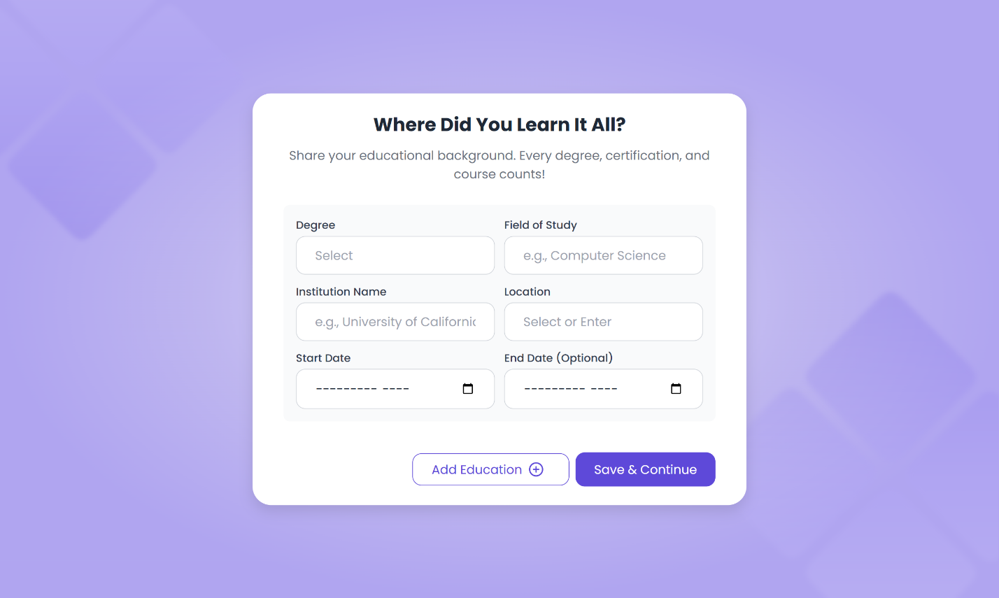 Where Did You Learn It All?
Share your educational background. Every degree, certification, and
course counts!
Degree
Field of Study
Select
e.g., Computer Science
Institution Name
Location
e.g., University of Californic
Select or Enter
Start Date
End Date (Optional)
--------- ----
--------- ----
Add Education
Save & Continue